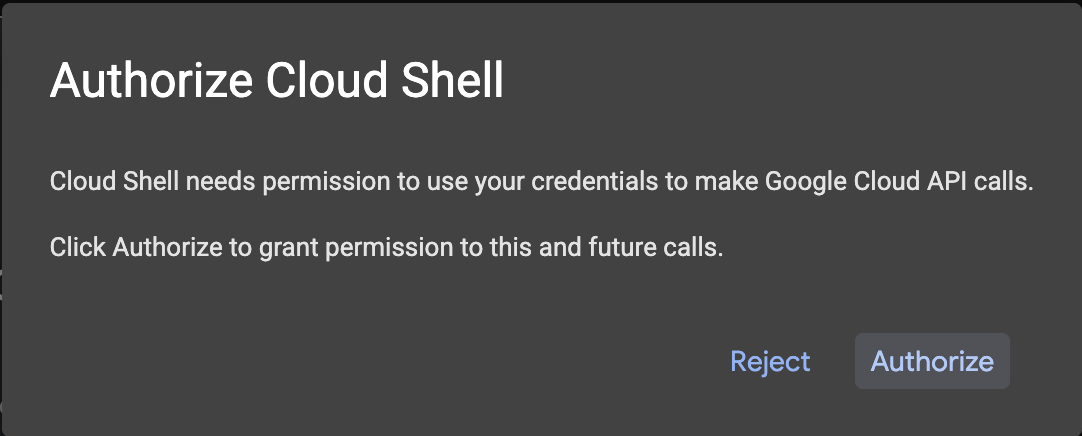 Authorize Cloud Shell
Cloud Shell needs permission to use your credentials to make Google Cloud API calls.
Click Authorize to grant permission to this and future calls.
Reject Authorize